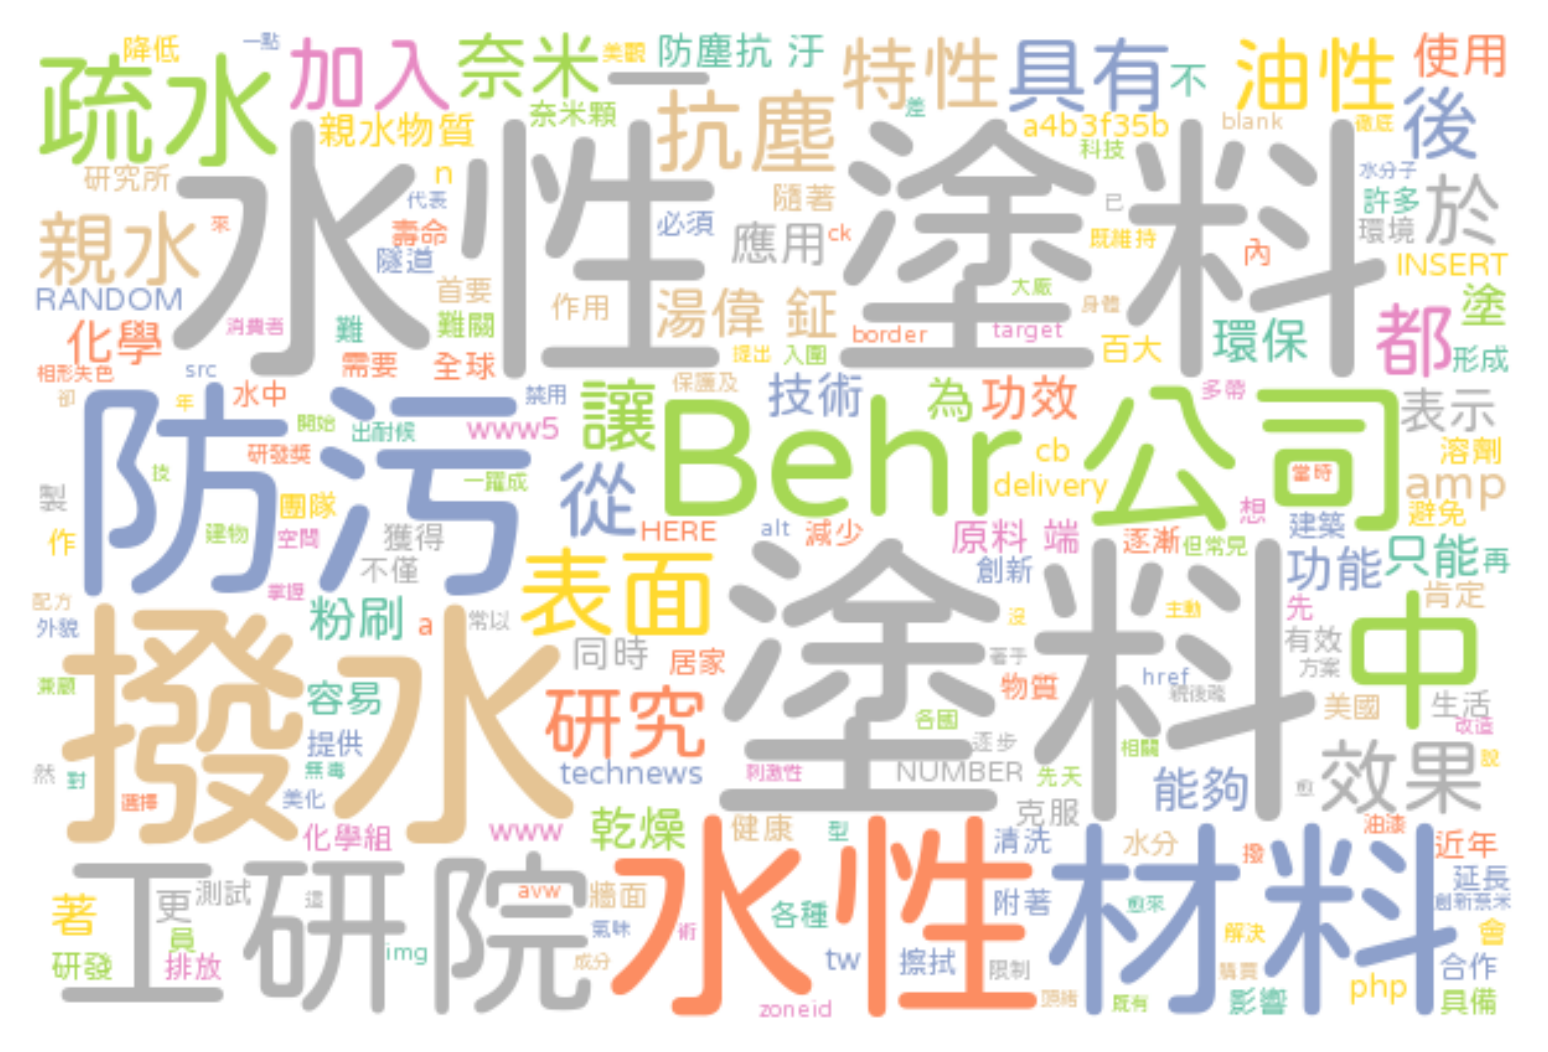 降低
一點
加入
奈米
美觀
防塵抗 汙
特性
具有
不
油性
使用
疏水
一
奈米顆
抗塵
差
a4b3f35b
blank
徹底
後
親水物質
科技
研究所
n
水性
塗料
水分子
代表
隨著
已
許多
於
親水
來
壽命
必須
應用
ck
既維持
環境
隧道
內
INSERT
RANDOM
首要
作用
湯偉 鉦
大廠
身體
塗
化學
消費者
難
難關
border
target
百大
環保
都
形成
相形失色
src
需要
全球
提出
入圍
卻
年
水中
禁用
讓
保護及
技術
為
功效
多帶
表示
防污
開始
出耐候
www5
Behr
公司
研發獎
cb
溶劑
技
一躍成
從
delivery
當時
amp
製
團隊
想
避免
作
建物
空間
獲得
HERE
alt
減少
原料 端
逐漸
但常見
建築
不僅
表面
創新
功能
只能
再
掌握
塗料
肯定
配方
外貌
撥水
粉刷
a
常以
沒
主動
先
中
同時
居家
著手
有效
方案
兼顧
容易
研究
物質
href
美國
生活
各國
改造
提供
逐步
相關
效果
說
然
對
無毒
technews
刺激性
NUMBER
先天
能夠
愈
選擇
美化
克服
化學組
www
乾燥
健康
型
清洗
水分
油漆
撥
近年
工研院
水性
材料
延長
著
更
測試
這
avw
牆面
各種
附著
愈來
創新奈米
員
氣味
術
解決
會
研發
排放
img
成分
tw
擦拭
限制
購買
php
合作
zoneid
既有
影響
具備